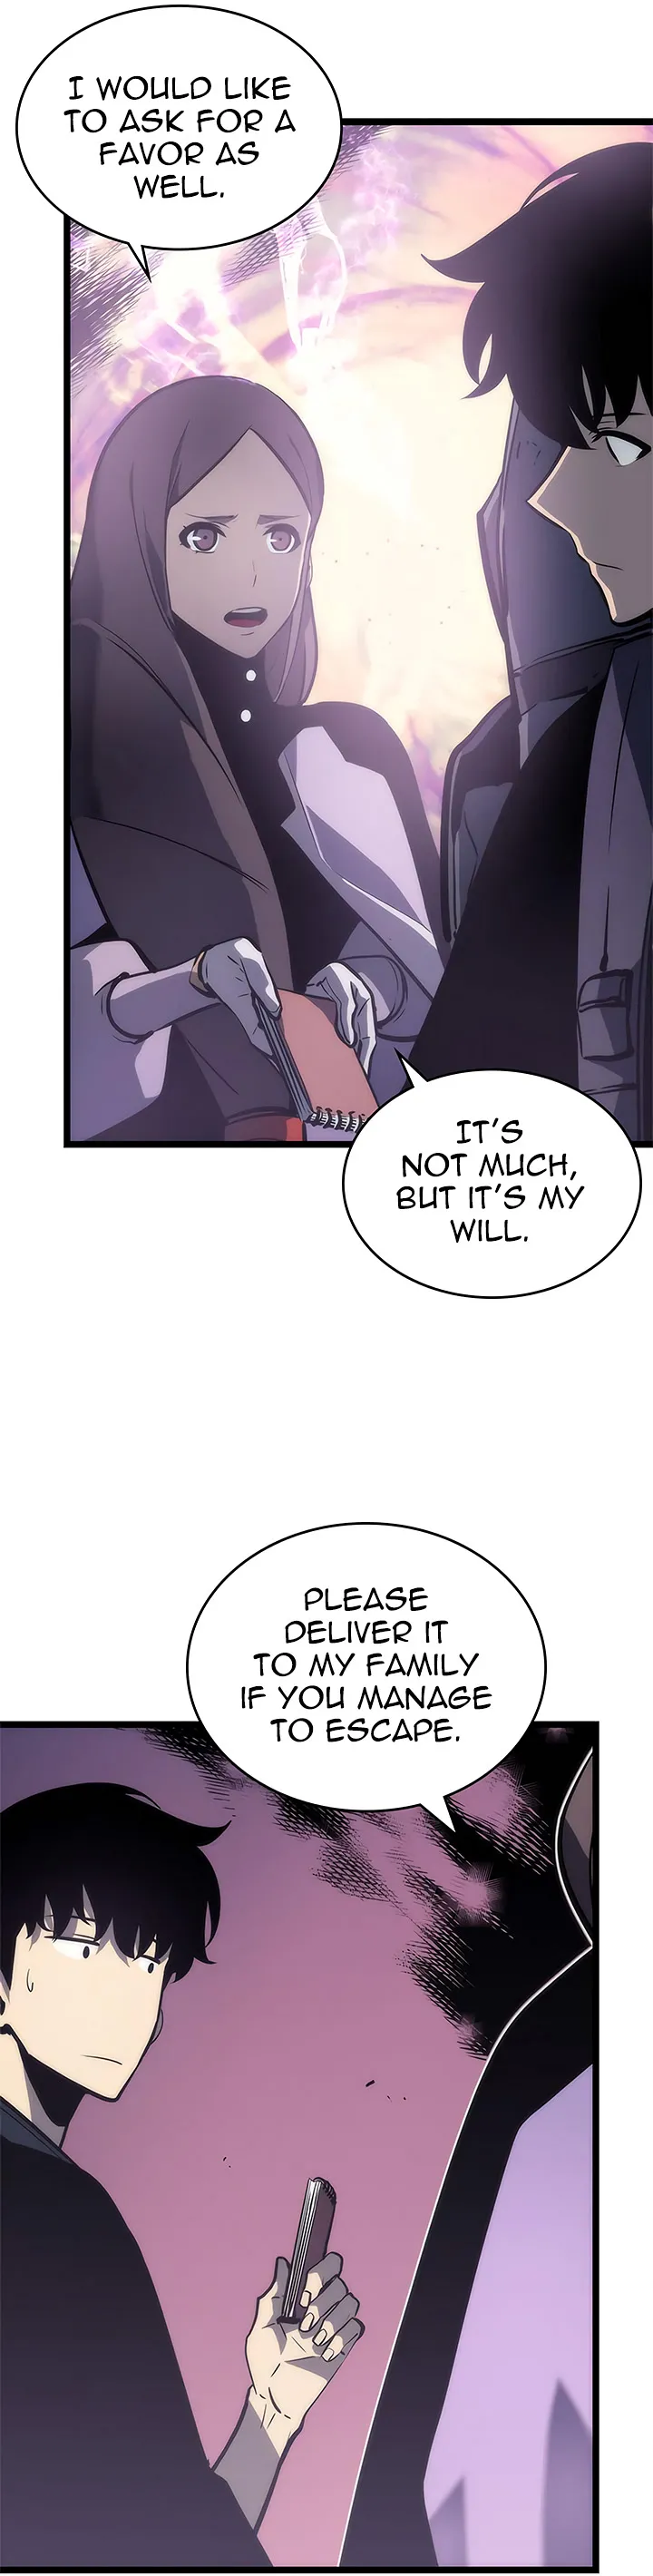 I WOULD LIKE
TO ASK FOR A
FAVOR AS
WELL.
IT'S
NOT MUCH,
BUT IT'S MY
WILL.
PLEASE
DELIVER IT
TO MY FAMILY
IF YOU MANAGE
TO ESCAPE.